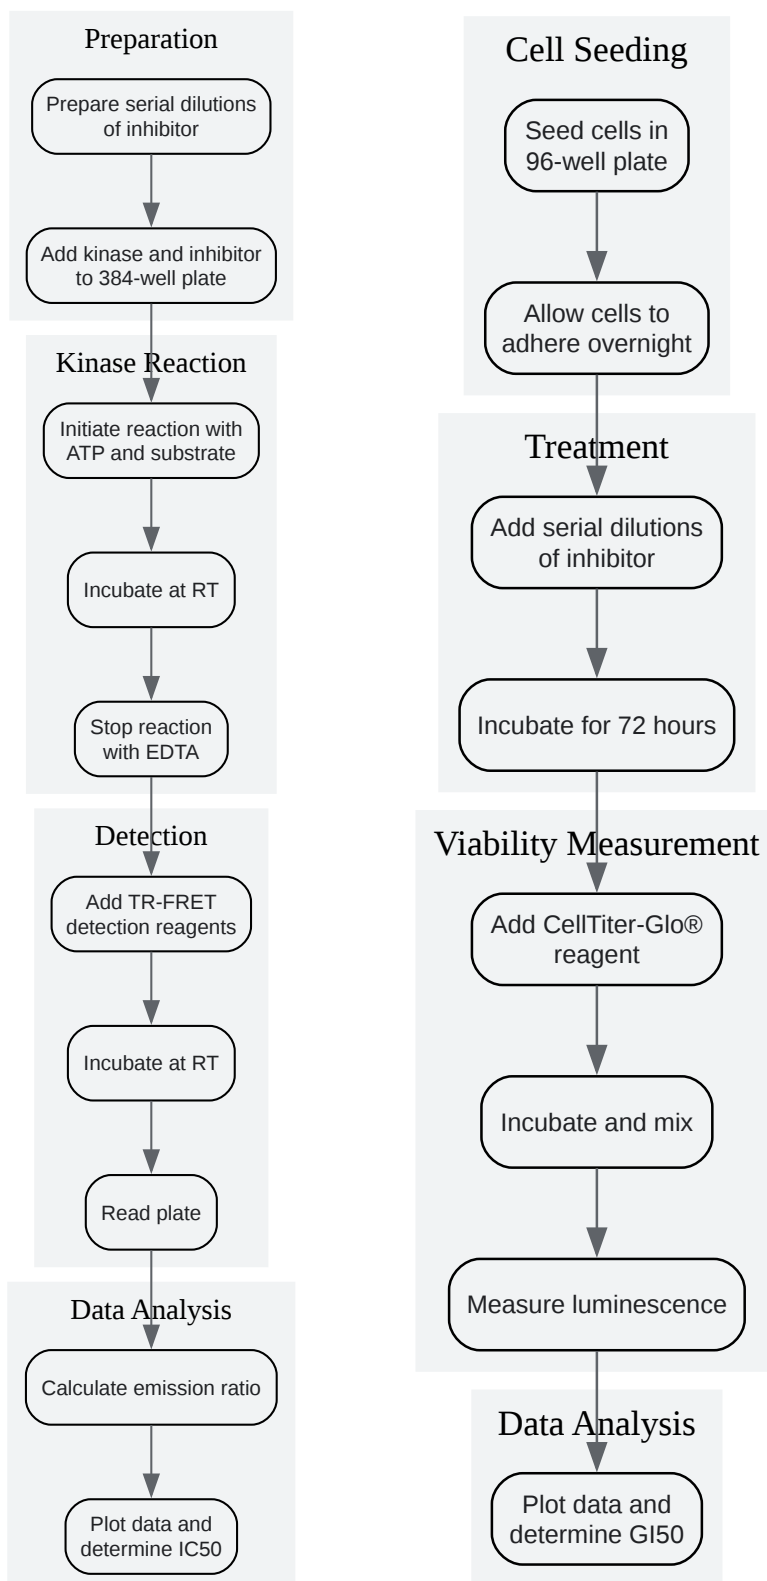 Preparation
Prepare serial dilutions
of inhibitor
Add kinase and inhibitor
to 384-well plate
Kinase Reaction
Initiate reaction with
ATP and substrate
Incubate at RT
Stop reaction
with EDTA
Detection
Add TR-FRET
detection reagents
Incubate at RT
Read plate
Data Analysis
Calculate emission ratio
Plot data and
determine IC50
Cell Seeding
Seed cells in
96-well plate
Allow cells to
adhere overnight
Treatment
Add serial dilutions
of inhibitor
Incubate for 72 hours
Viability Measurement
Add CellTiter-Glo®
reagent
Incubate and mix
Measure luminescence
Data Analysis
Plot data and
determine GI50